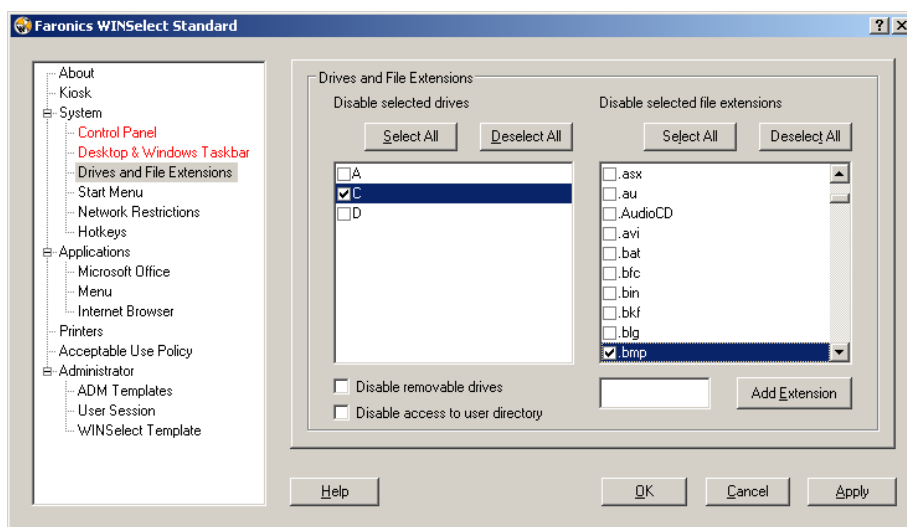 Faronics WINSelect Standard
About
Kiosk
System
Control Panel
Desktop & Windows Taskbar
Drives and File Extensions
Start Menu
Network Restrictions
Hotkeys
Applications
Microsoft Office
Menu
Internet Browser
Printers
Acceptable Use Policy
Administrator
ADM Templates
User Session
WINSelect Template
Drives and File Extensions
Disable selected drives
Select All
Deselect All
A
C
D
Disable removable drives
Disable access to user directory
Disable selected file extensions
Select All
Deselect All
.asx
.au
.AudioCD
.avi
.bat
.bfc
.bin
.bkf
.blg
.bmp
Add Extension
Help
OK
Cancel
Apply